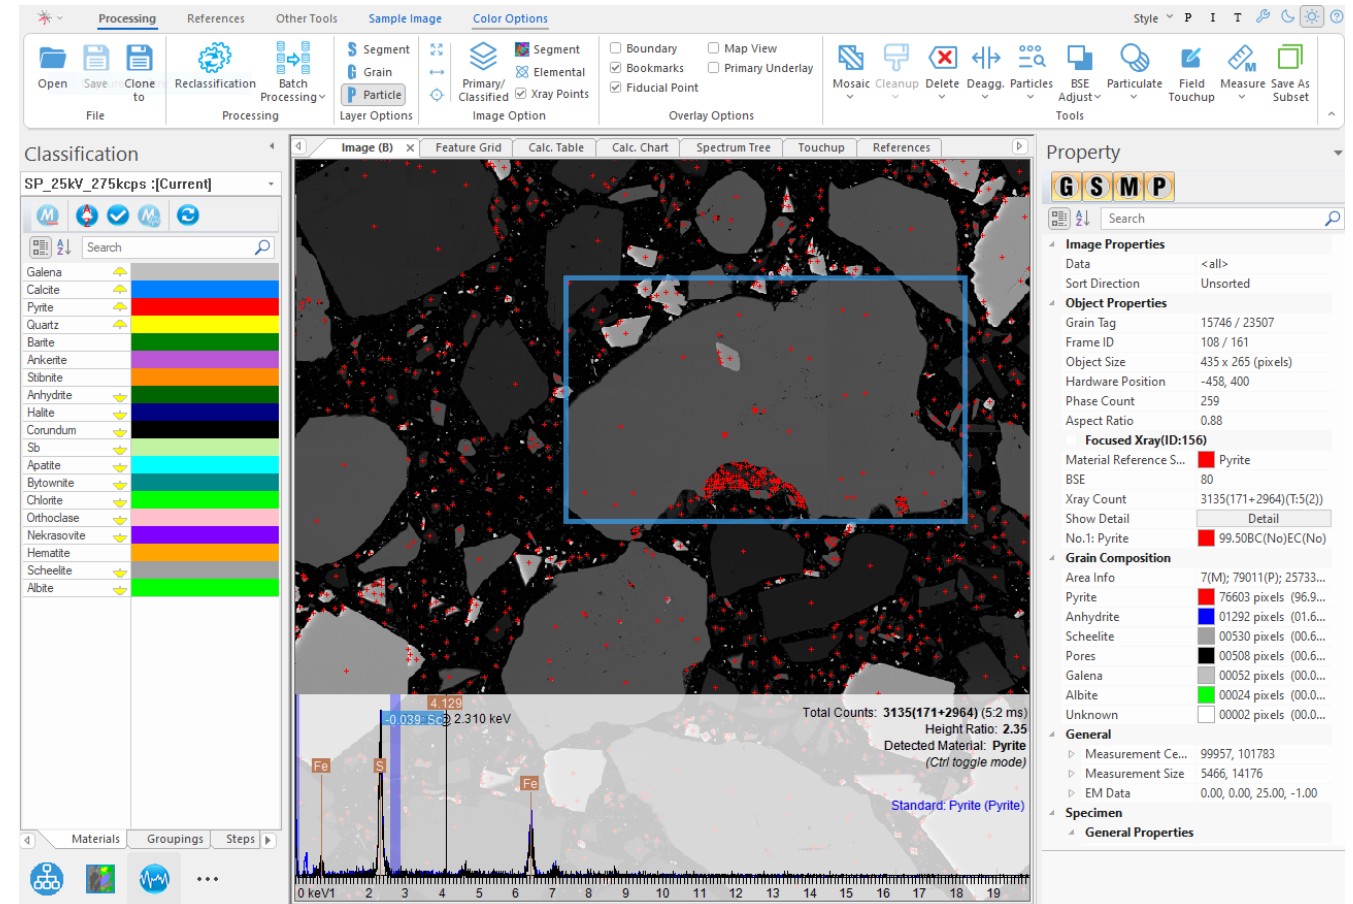 Processing References Other Tools Sample Image Color Options Style P I T
Open Save Clone to
File
Reclassification Batch Processing
Processing
Segment
Grain
Particle
Layer Options
Primary/ Classified
Segment
Elemental
Xray Points
Image Option
Boundary Map View
Bookmarks Primary Underlay
Fiducial Point
Overlay Options
Mosaic Cleanup Delete Deagg. Particles BSE Adjust Particulate Field Touchup Measure Save As Subset
Tools
Classification
SP_25kV_275kcps :[Current]
Search
Galena
Calcite
Pyrite
Quartz
Barite
Ankerite
Stibnite
Anhydrite
Halite
Corundum
Sb
Apatite
Bytownite
Chlorite
Orthoclase
Nekrasovite
Hematite
Scheelite
Albite
Materials Groupings Steps
Image (B) Feature Grid Calc. Table Calc. Chart Spectrum Tree Touchup References
4.129
-0.039: Sc@ 2.310 keV
Fe S Fe
Total Counts: 3135(171+2964) (5:2 ms)
Height Ratio: 2.35
Detected Material: Pyrite
(Ctrl toggle mode)
Standard: Pyrite (Pyrite)
0 keV1 2 3 4 5 6 7 8 9 10 11 12 13 14 15 16 17 18 19
Property
G S M P
Search
Image Properties
Data <all>
Sort Direction Unsorted
Object Properties
Grain Tag 15746 / 23507
Frame ID 108 / 161
Object Size 435 x 265 (pixels)
Hardware Position -458, 400
Phase Count 259
Aspect Ratio 0.88
Focused Xray(ID:156)
Material Reference S... Pyrite
BSE 80
Xray Count 3135(171+2964)(T:5(2))
Show Detail Detail
No.1: Pyrite 99.50BC(No)EC(No)
Grain Composition
Area Info 7(M); 79011(P); 25733...
Pyrite 76603 pixels (96.9...
Anhydrite 01292 pixels (01.6...
Scheelite 00530 pixels (00.6...
Pores 00508 pixels (00.6...
Galena 00052 pixels (00.0...
Albite 00024 pixels (00.0...
Unknown 00002 pixels (00.0...
General
Measurement Ce... 99957, 101783
Measurement Size 5466, 14176
EM Data 0.00, 0.00, 25.00, -1.00
Specimen
General Properties